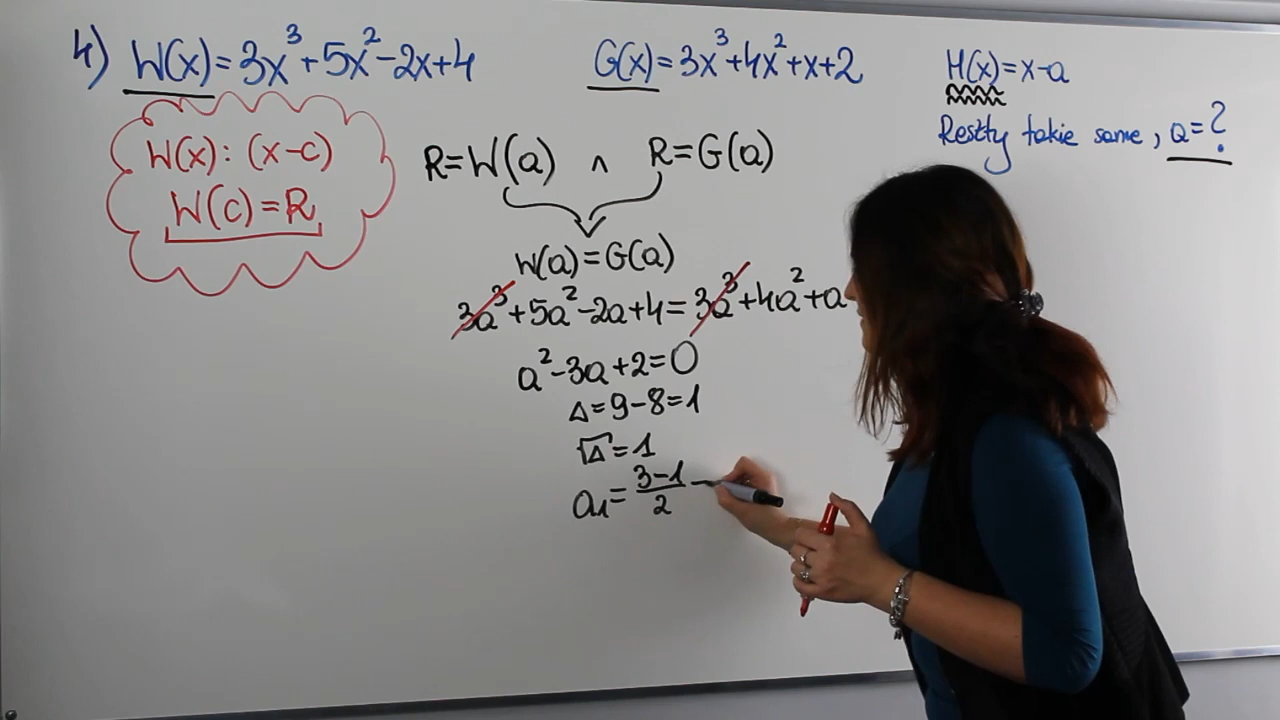 4) W(x)=3x³+5x²-2x+4 G(x)=3x³+4x²+x+2 H(x)=x-a
Reszty takie same, a=?
W(x):(x-c)
W(c)=R
R=W(a) ∧ R=G(a)
W(a)=G(a)
3a³+5a²-2a+4=3a³+4a²+a
a²-3a+2=0
Δ=9-8=1
√Δ=1
a₁=\frac{3-1}{2}